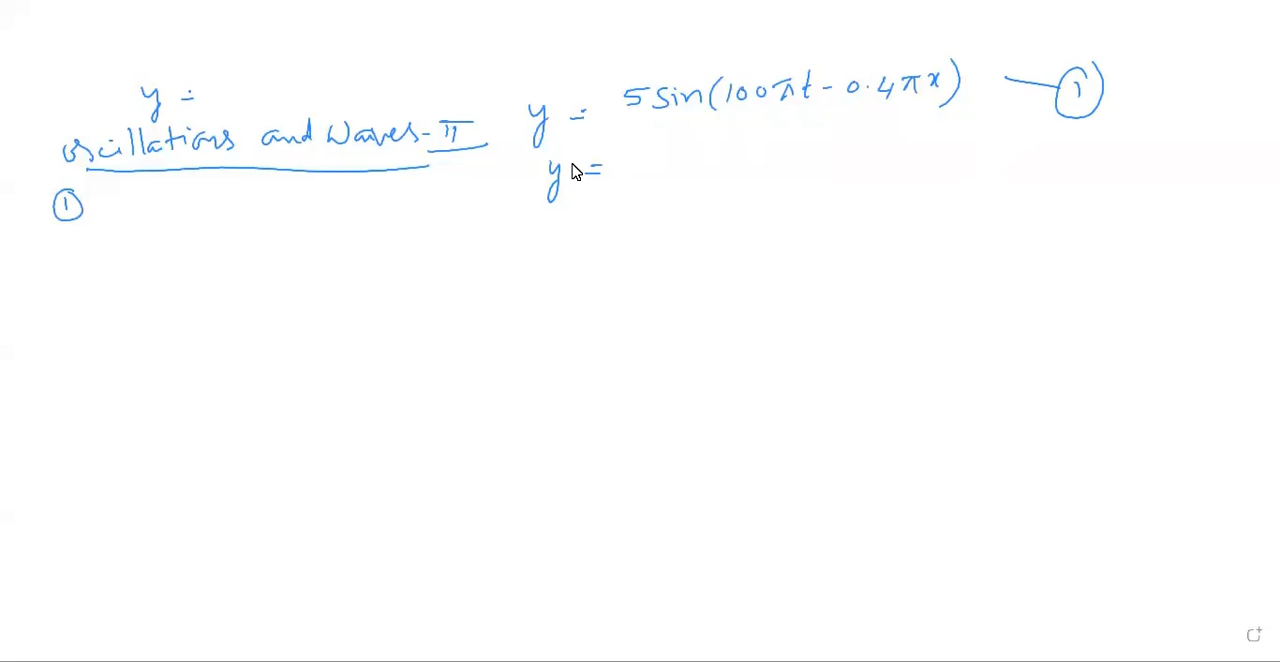 y =
oscillations and Waves-II
①
y = 5 sin(100πt - 0.4πx) — ①
y =